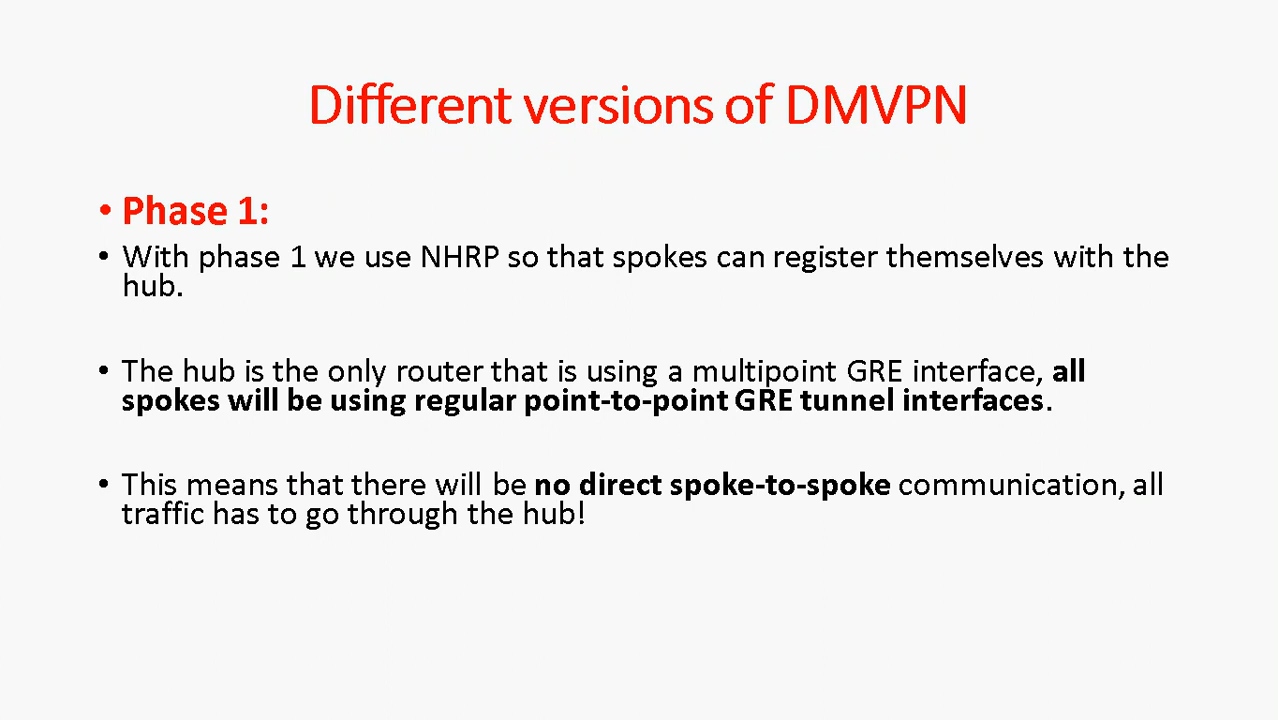 Different versions of DMVPN
• Phase 1:
• With phase 1 we use NHRP so that spokes can register themselves with the
hub.
• The hub is the only router that is using a multipoint GRE interface, all
spokes will be using regular point-to-point GRE tunnel interfaces.
• This means that there will be no direct spoke-to-spoke communication, all
traffic has to go through the hub!